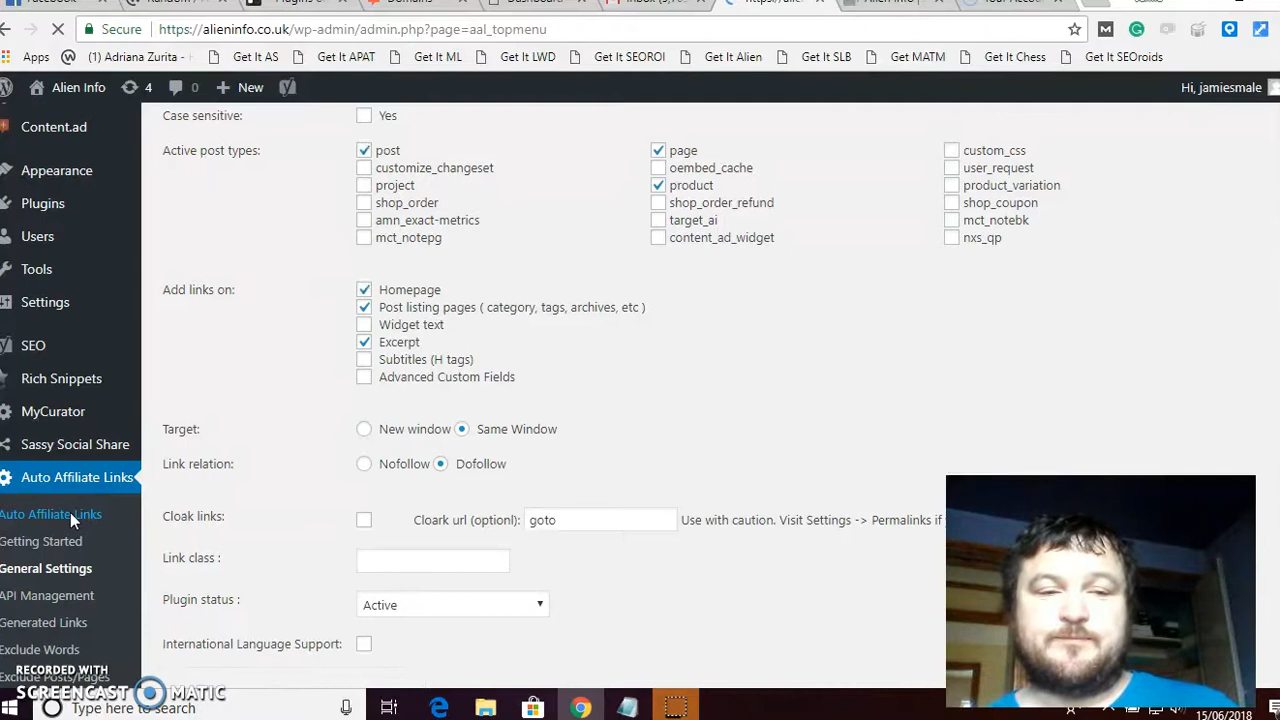 Secure https://alieninfo.co.uk/wp-admin/admin.php?page=aal_topmenu
Apps (1) Adriana Zurita - Get It AS Get It APAT Get It ML Get It LWD Get It SEOROI Get It Alien Get It SLB Get MATM Get It Chess Get It SEOroids
Alien Info 4 0 New Hi, jamiesmale
Content.ad
Appearance
Plugins
Users
Tools
Settings
SEO
Rich Snippets
MyCurator
Sassy Social Share
Auto Affiliate Links
Auto Affiliate Links
Getting Started
General Settings
API Management
Generated Links
Exclude Words
Exclude Posts/Pages
Case sensitive: Yes
Active post types: post page custom_css
customize_changeset oembed_cache user_request
project product product_variation
shop_order shop_order_refund shop_coupon
amn_exact-metrics target_ai mct_notebk
mct_notepg content_ad_widget nxs_qp
Add links on: Homepage
Post listing pages ( category, tags, archives, etc )
Widget text
Excerpt
Subtitles (H tags)
Advanced Custom Fields
Target: New window Same Window
Link relation: Nofollow Dofollow
Cloak links: Cloark url (optionl): goto Use with caution. Visit Settings -> Permalinks if
Link class :
Plugin status : Active
International Language Support:
RECORDED WITH
SCREENCAST MATIC
Type here to search
15/06/2018